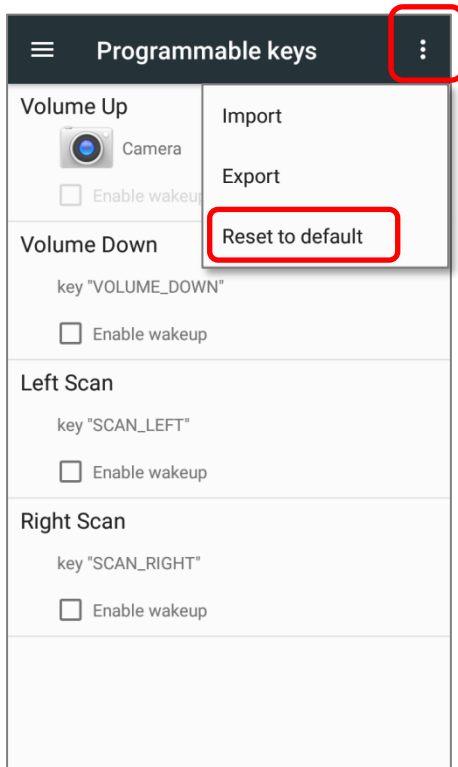 Programmable keys
Volume Up
Import
Camera
Export
Enable wakeup
Reset to default
Volume Down
key "VOLUME_DOWN"
Enable wakeup
Left Scan
key "SCAN_LEFT"
Enable wakeup
Right Scan
key "SCAN_RIGHT"
Enable wakeup